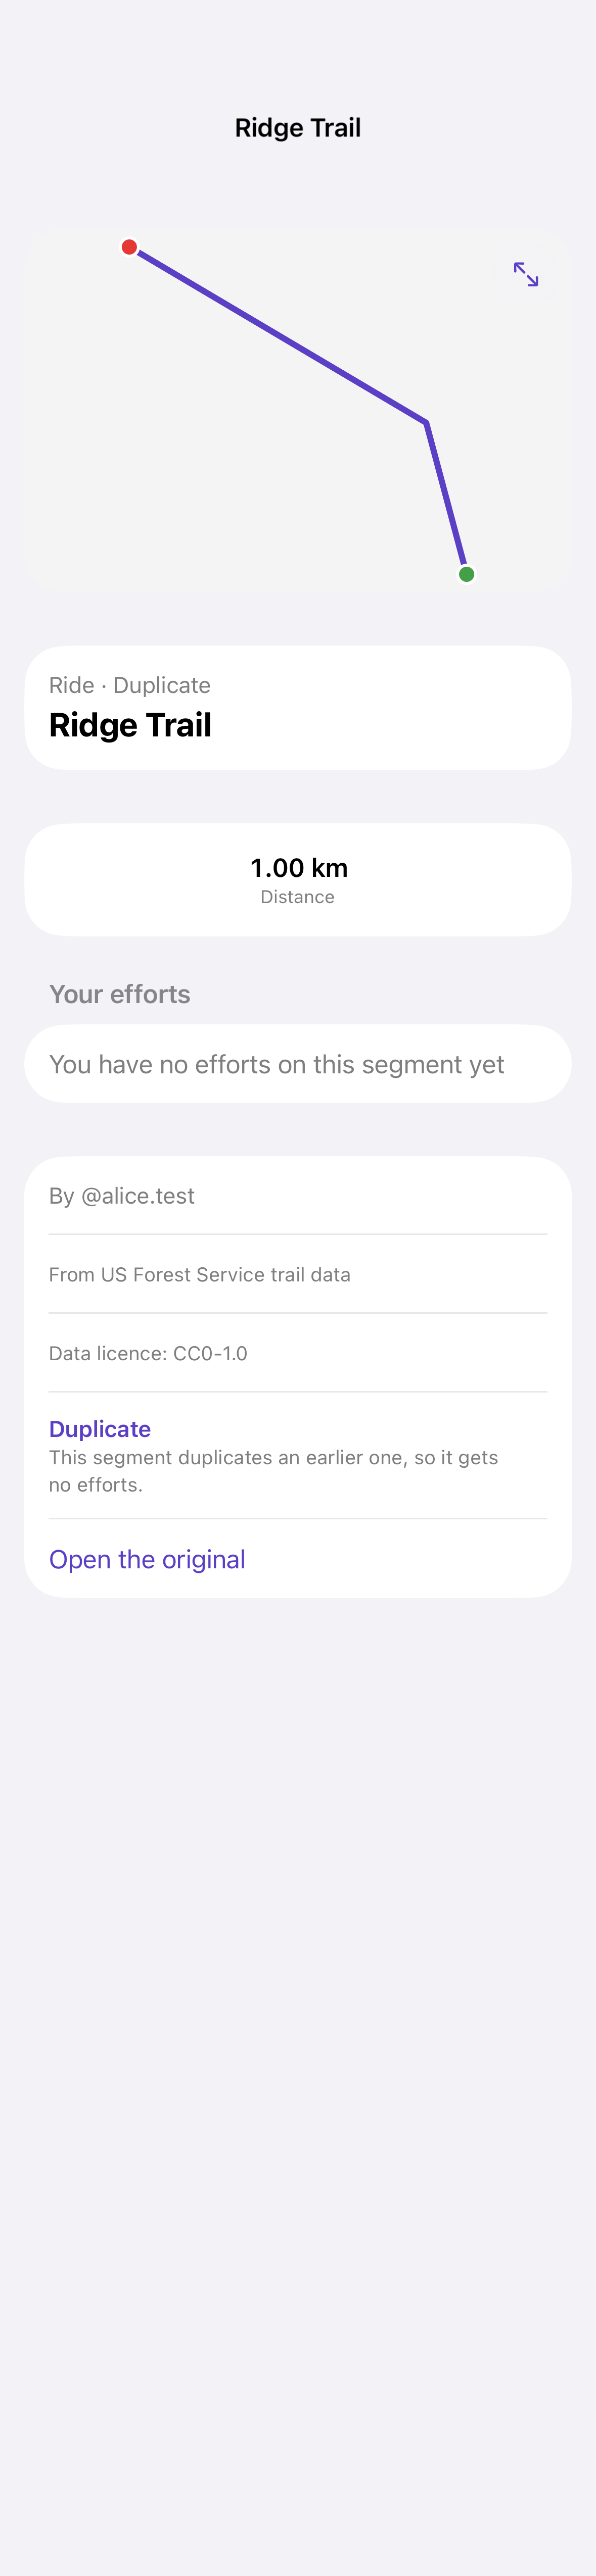 Ridge Trail
Ride · Duplicate
Ridge Trail
1.00 km
Distance
Your efforts
You have no efforts on this segment yet
By @alice.test
From US Forest Service trail data
Data licence: CC0-1.0
Duplicate
This segment duplicates an earlier one, so it gets
no efforts.
Open the original